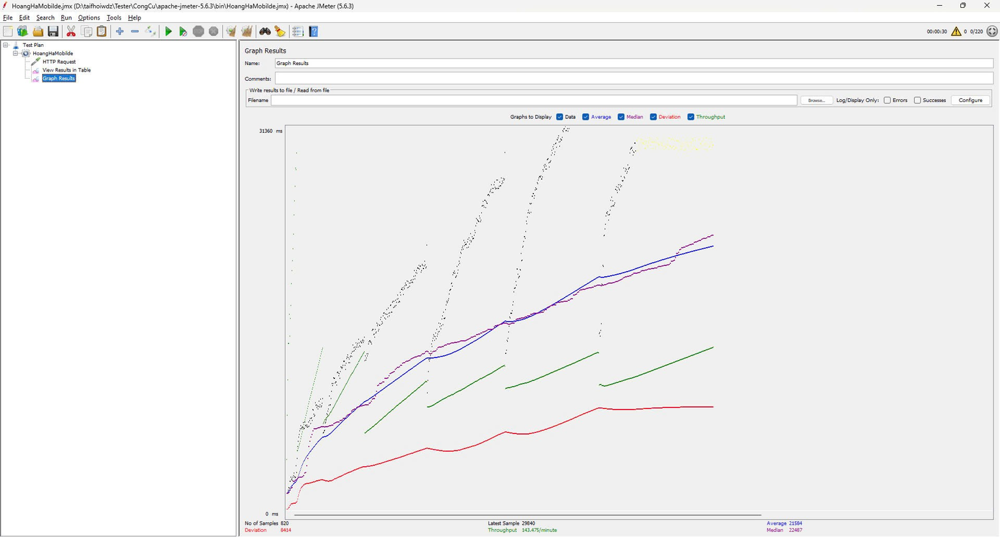 HoangHaMobilde.jmx (D:\taifhoiwdz\Tester\CongCu\apache-jmeter-5.6.3\bin\HoangHaMobilde.jmx) - Apache JMeter (5.6.3)
File Edit Search Run Options Tools Help
00:00:30 0 0/220
Test Plan
HoangHaMobilde
HTTP Request
View Results in Table
Graph Results
Graph Results
Name: Graph Results
Comments:
Write results to file / Read from file
Filename Browse... Log/Display Only: Errors Successes Configure
Graphs to Display Data Average Median Deviation Throughput
31360 ms
0 ms
No of Samples 820 Latest Sample 29840 Average 21584
Deviation 8414 Throughput 143.475/minute Median 22487